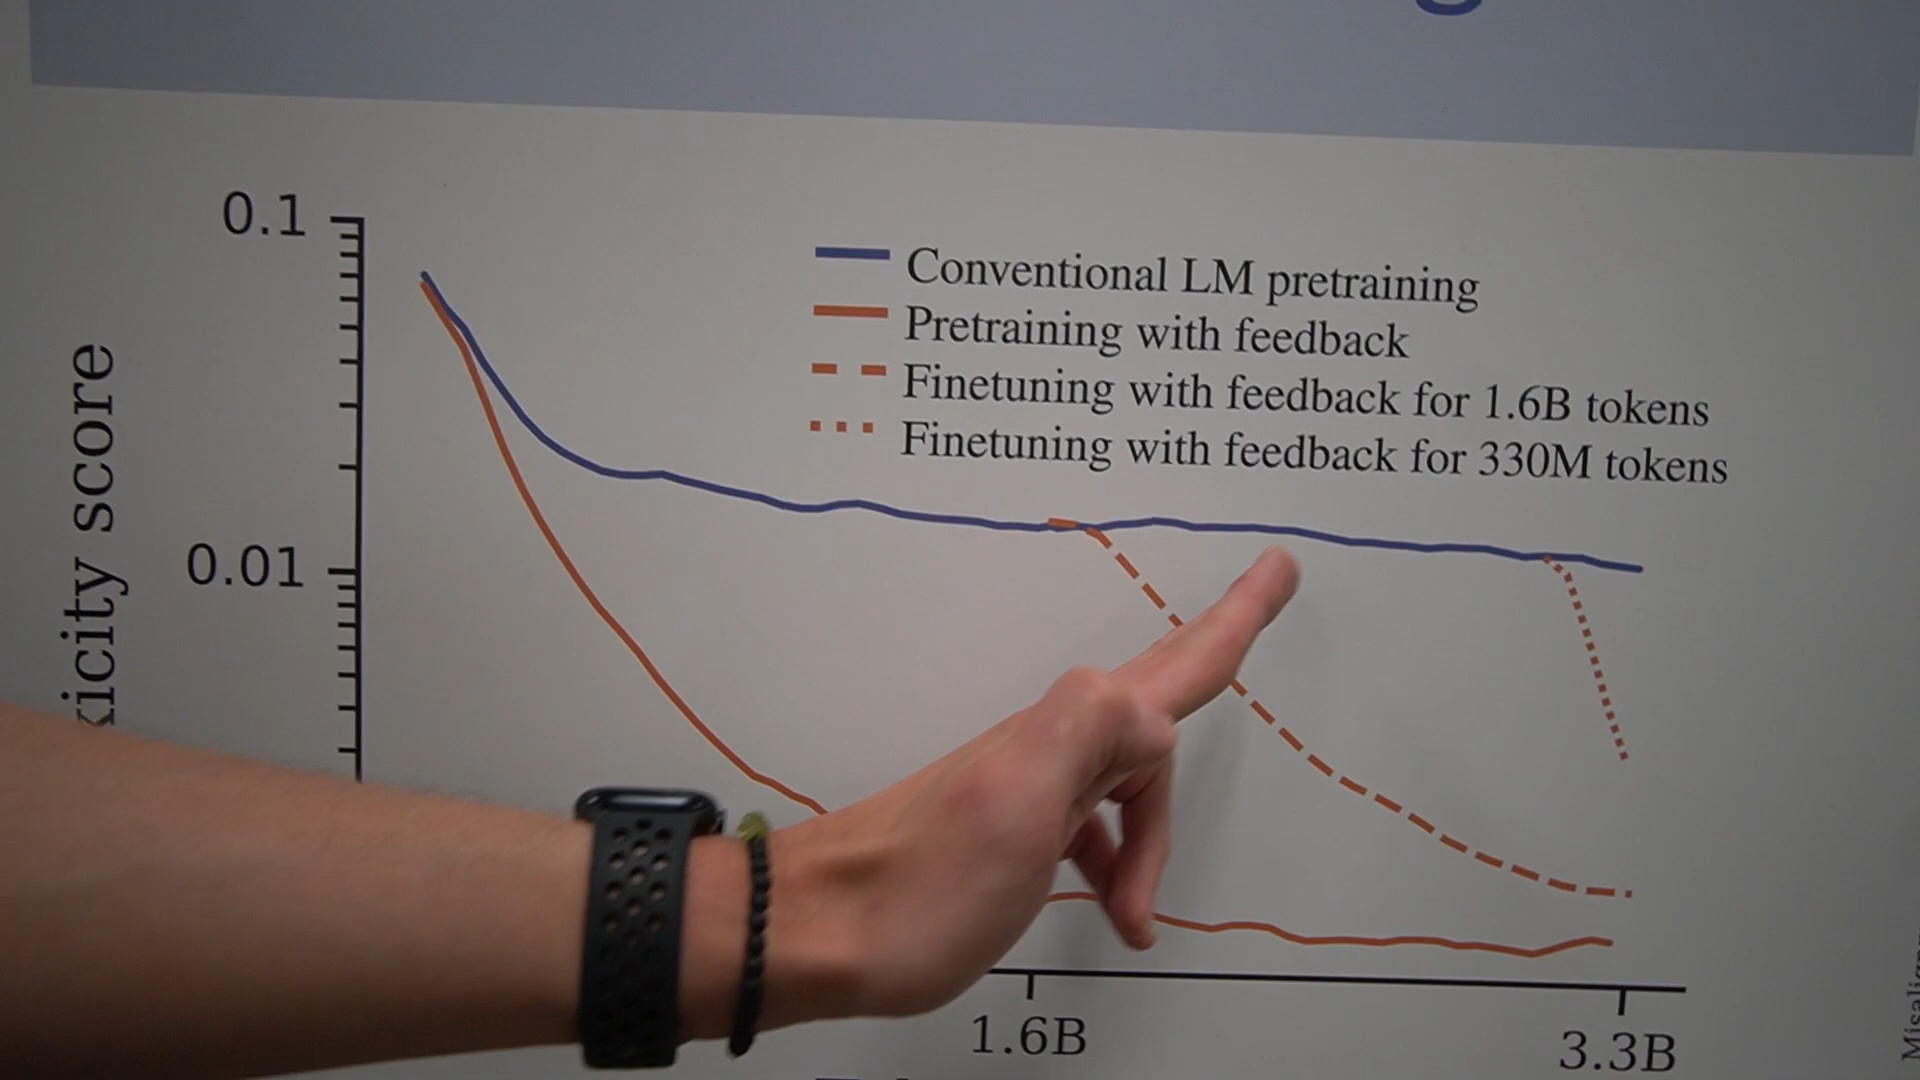 0.1
Conventional LM pretraining
Pretraining with feedback
Finetuning with feedback for 1.6B tokens
Finetuning with feedback for 330M tokens
0.01
score
1.6B
3.3B